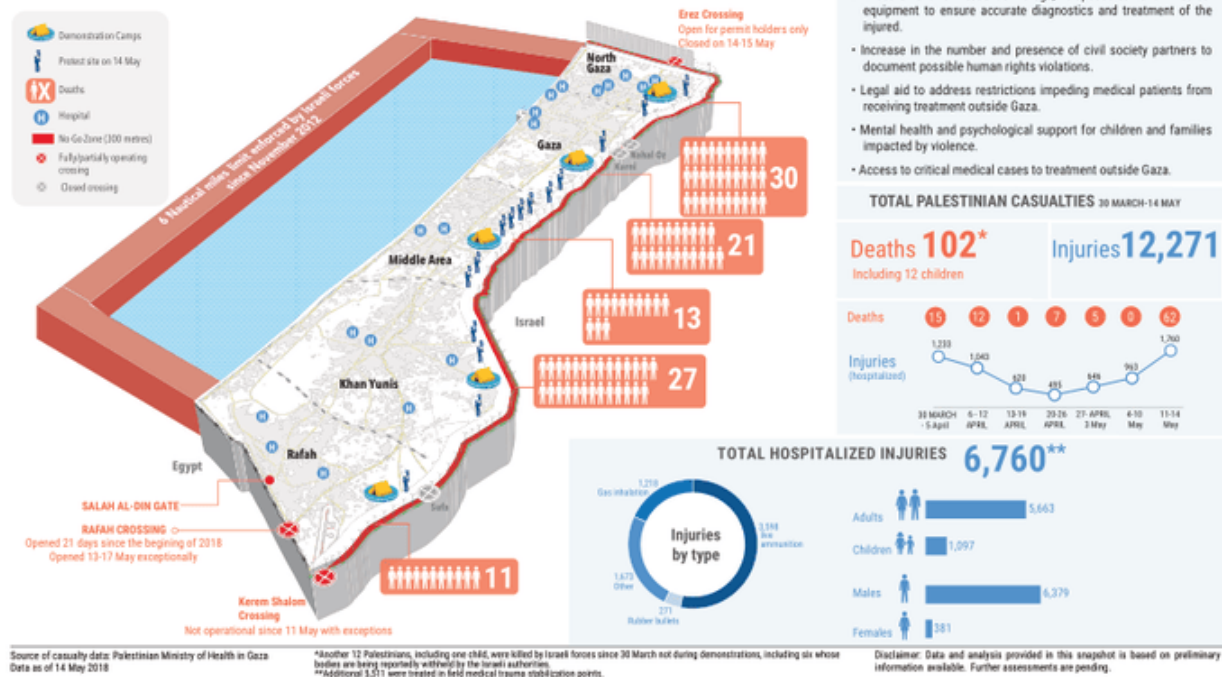 Demonstration Camps
Protest site on 14 May
Deaths
H
Hospital
No-Go-Zone (300 metres)
Fully/partially operating
crossing
Closed crossing
6 Nautical miles limit enforced by Israeli forces
since November 2012
Erez Crossing
Open for permit holders only
Closed on 14-15 May
North
Gaza
Gaza
Nahal Oz
Karni
Middle Area
Israel
Khan Yunis
Rafah
Egypt
Sufa
30
21
13
27
11
SALAH AL-DIN GATE
RAFAH CROSSING
Opened 21 days since the begining of 2018
Opened 13-17 May exceptionally
Kerem Shalom
Crossing
Not operational since 11 May with exceptions
equipment to ensure accurate diagnostics and treatment of the
injured.
• Increase in the number and presence of civil society partners to
document possible human rights violations.
• Legal aid to address restrictions impeding medical patients from
receiving treatment outside Gaza.
• Mental health and psychological support for children and families
impacted by violence.
• Access to critical medical cases to treatment outside Gaza.
TOTAL PALESTINIAN CASUALTIES 30 MARCH-14 MAY
Deaths 102*
Including 12 children
Injuries 12,271
Deaths
15 12 1 7 5 0 62
Injuries
(hospitalized)
1,233 1,043 620 495 646 963 1,760
30 MARCH
- 5 April
6 - 12
APRIL
13-19
APRIL
20-26
APRIL
27- APRIL
3 May
6-10
May
11-14
May
TOTAL HOSPITALIZED INJURIES 6,760**
Injuries
by type
Gas inhalation
3,598
live
ammunition
1,673
Other
271
Rubber bullets
Adults
5,663
Children
1,097
Males
6,379
Females
381
Source of casualty data: Palestinian Ministry of Health in Gaza
Data as of 14 May 2018
*Another 12 Palestinians, including one child, were killed by Israeli forces since 30 March not during demonstrations, including six whose
bodies are being reportedly withheld by the Israeli authorities.
**Additional 5,511 were treated in field medical trauma stabilization points.
Disclaimer: Data and analysis provided in this snapshot is based on preliminary
information available. Further assessments are pending.